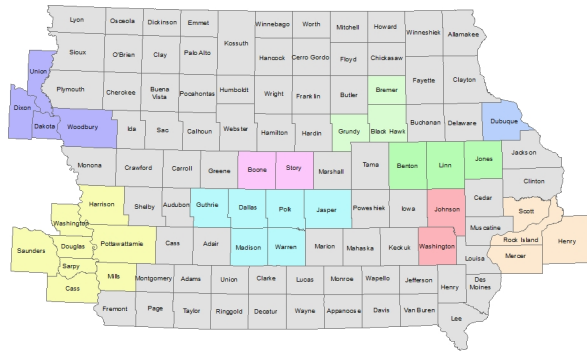 Lyon Osceola Dickinson Emmet Winnebago Worth Mitchell Howard Winneshiek Allamakee
Kossuth
Sioux O'Brien Clay Palo Alto Hancock Cerro Gordo Floyd Chickasaw
Union
Plymouth Cherokee Buena Vista Pocahontas Humboldt Wright Franklin Butler Bremer Fayette Clayton
Dixon Dakota Woodbury Ida Sac Calhoun Webster Hamilton Hardin Grundy Black Hawk Buchanan Delaware Dubuque
Monona Crawford Carroll Greene Boone Story Marshall Tama Benton Linn Jones Jackson
Clinton
Harrison Shelby Audubon Guthrie Dallas Polk Jasper Poweshiek Iowa Johnson Cedar Scott
Washington Muscatine
Saunders Douglas Pottawattamie Cass Adair Madison Warren Marion Mahaska Keokuk Washington Louisa Rock Island Henry
Sarpy Mercer
Cass Mills Montgomery Adams Union Clarke Lucas Monroe Wapello Jefferson Henry Des Moines
Fremont Page Taylor Ringgold Decatur Wayne Appanoose Davis Van Buren Lee